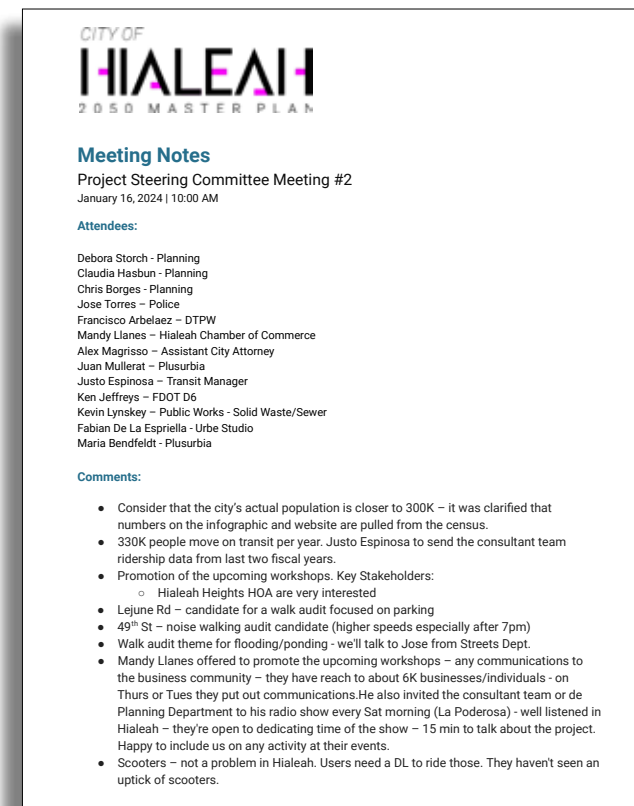 CITY OF
HIALEAH
2050 MASTER PLAN
Meeting Notes
Project Steering Committee Meeting #2
January 16, 2024 | 10:00 AM
Attendees:
Debora Storch - Planning
Claudia Hasbun - Planning
Chris Borges - Planning
Jose Torres – Police
Francisco Arbelaez – DTPW
Mandy Llanes – Hialeah Chamber of Commerce
Alex Magrisso – Assistant City Attorney
Juan Mullerat – Plusurbia
Justo Espinosa – Transit Manager
Ken Jeffreys – FDOT D6
Kevin Lynskey – Public Works - Solid Waste/Sewer
Fabian De La Espriella - Urbe Studio
Maria Bendfeldt - Plusurbia
Comments:
● Consider that the city's actual population is closer to 300K – it was clarified that
numbers on the infographic and website are pulled from the census.
● 330K people move on transit per year. Justo Espinosa to send the consultant team
ridership data from last two fiscal years.
● Promotion of the upcoming workshops. Key Stakeholders:
○ Hialeah Heights HOA are very interested
● Lejune Rd – candidate for a walk audit focused on parking
● 49th St – noise walking audit candidate (higher speeds especially after 7pm)
● Walk audit theme for flooding/ponding - we'll talk to Jose from Streets Dept.
● Mandy Llanes offered to promote the upcoming workshops – any communications to
the business community – they have reach to about 6K businesses/individuals - on
Thurs or Tues they put out communications.He also invited the consultant team or de
Planning Department to his radio show every Sat morning (La Poderosa) - well listened in
Hialeah – they're open to dedicating time of the show – 15 min to talk about the project.
Happy to include us on any activity at their events.
● Scooters – not a problem in Hialeah. Users need a DL to ride those. They haven't seen an
uptick of scooters.